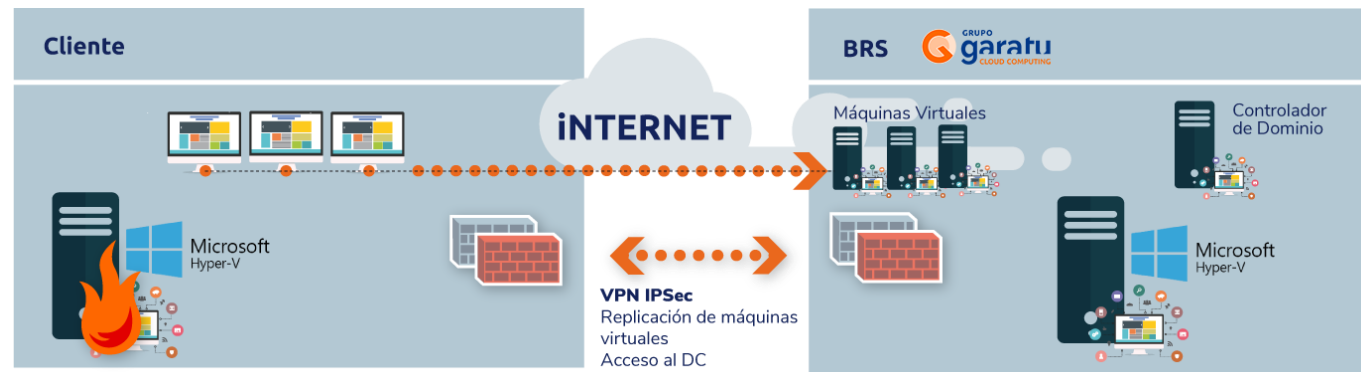 Cliente
BRS
GRUPO
garatu
CLOUD COMPUTING
iNTERNET
Máquinas Virtuales
Controlador
de Dominio
Microsoft
Hyper-V
VPN IPSec
Replicación de máquinas
virtuales
Acceso al DC
Microsoft
Hyper-V